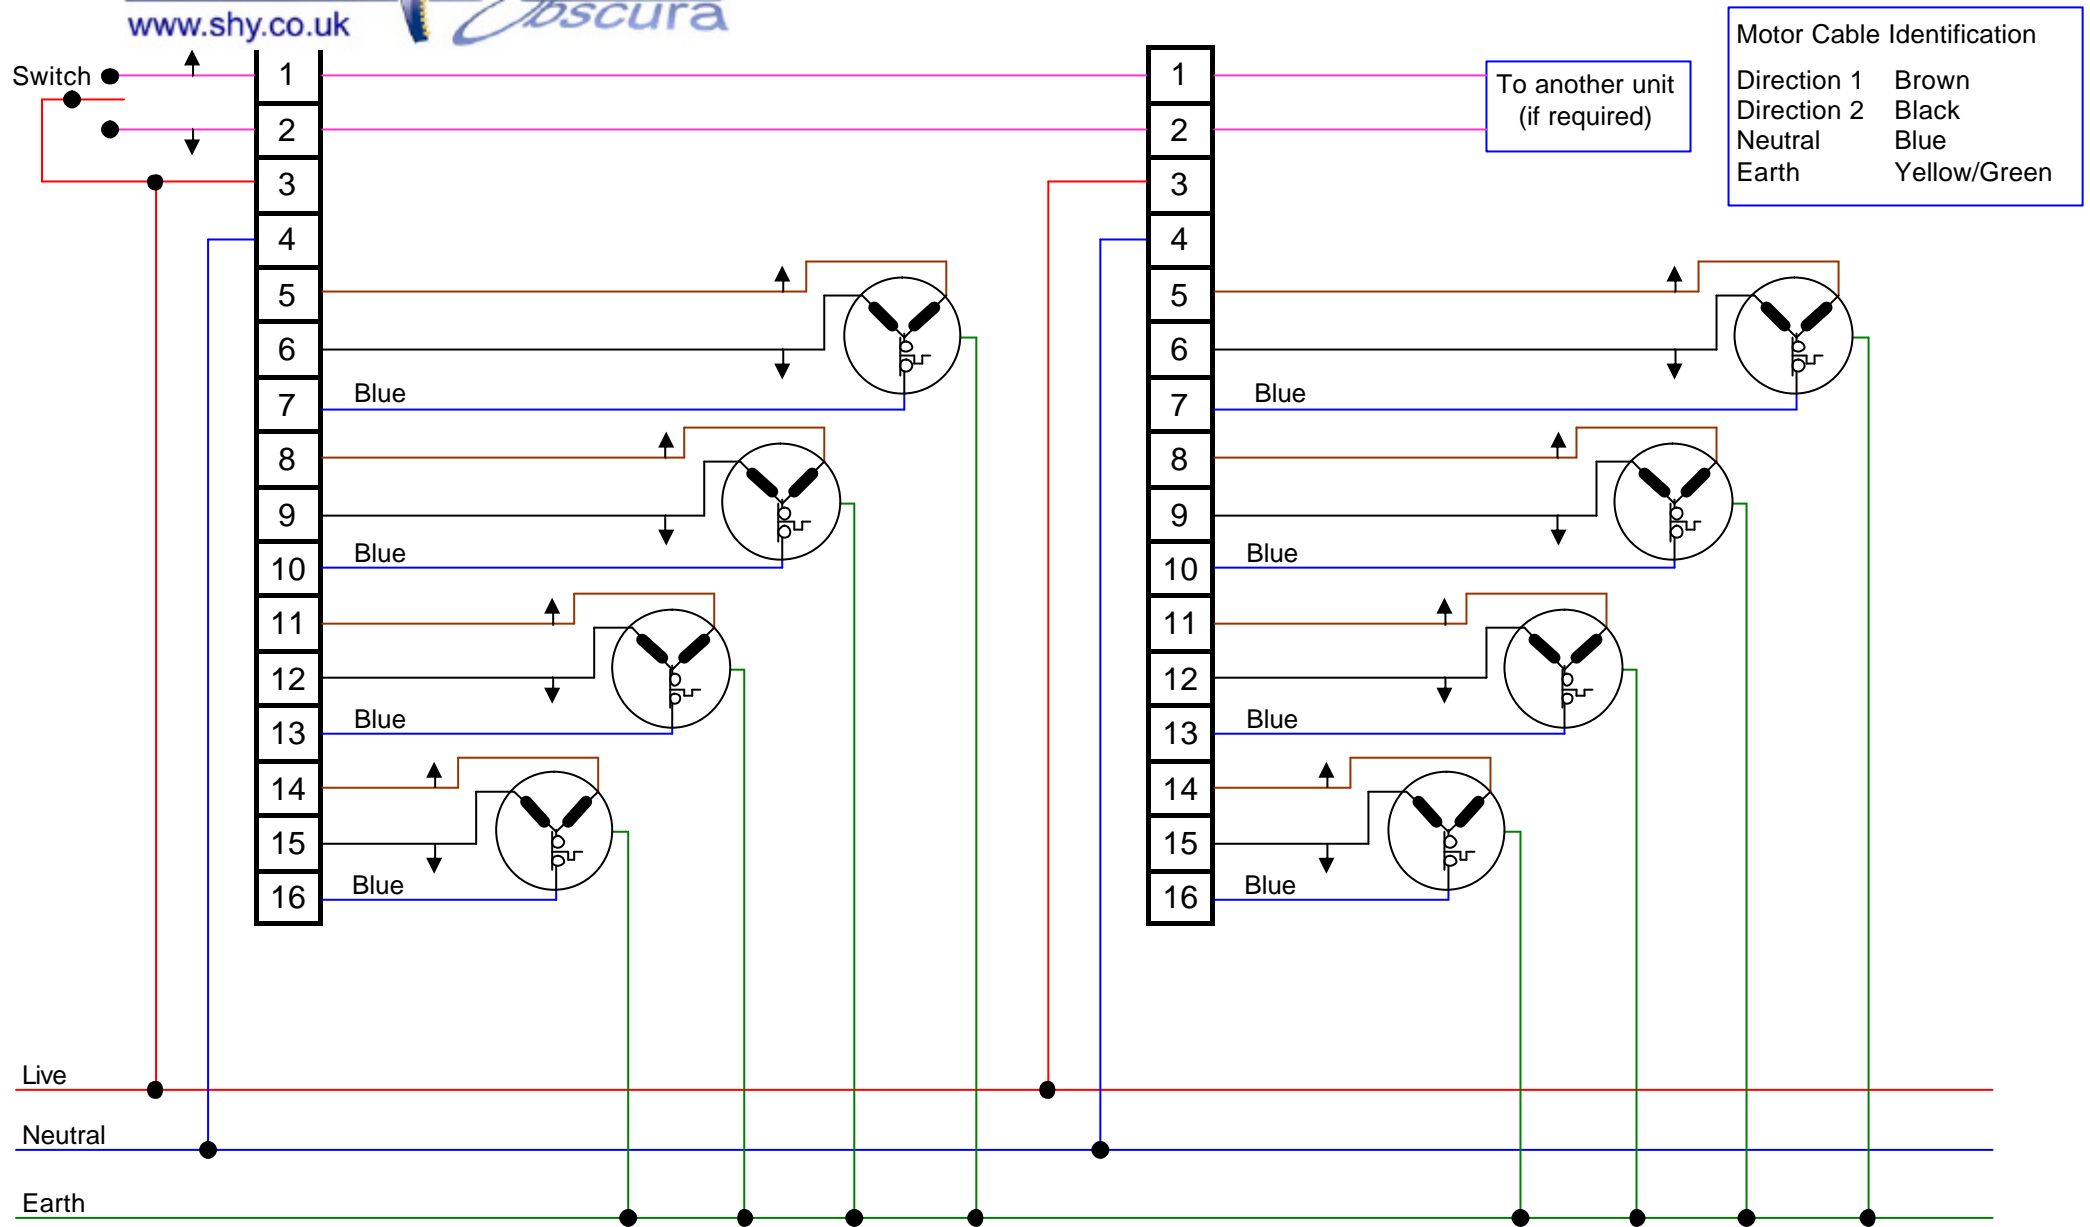 www.shy.co.uk
Obscura
Switch
1
2
3
4
5
6
7
8
9
10
11
12
13
14
15
16
Blue
Blue
Blue
Blue
1
2
3
4
5
6
7
8
9
10
11
12
13
14
15
16
Blue
Blue
Blue
Blue
To another unit
(if required)
Motor Cable Identification
Direction 1 Brown
Direction 2 Black
Neutral Blue
Earth Yellow/Green
Live
Neutral
Earth